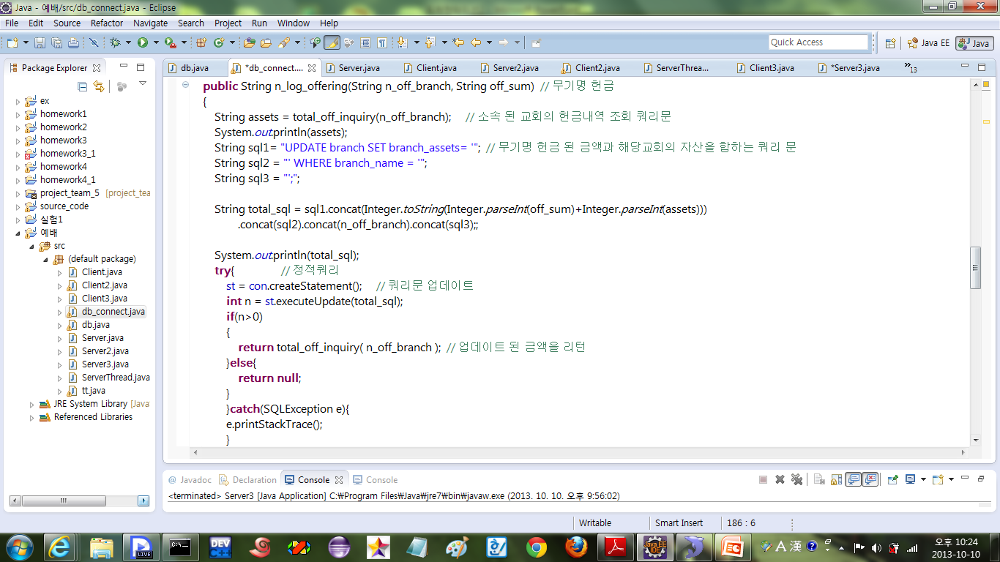 Java - 예배/src/db_connect.java - Eclipse
File Edit Source Refactor Navigate Search Project Run Window Help
Quick Access
Java EE
Java
Package Explorer
db.java
*db_connect....
Server.java
Client.java
Server2.java
Client2.java
ServerThrea...
Client3.java
*Server3.java
»13
ex
homework1
homework2
homework3
homework3_1
homework4
homework4_1
project_team_5 [project_tea
source_code
실험1
예배
src
(default package)
Client.java
Client2.java
Client3.java
db_connect.java
db.java
Server.java
Server2.java
Server3.java
ServerThread.java
tt.java
JRE System Library [Java
Referenced Libraries
public String n_log_offering(String n_off_branch, String off_sum) // 무기명 헌금
{
String assets = total_off_inquiry(n_off_branch); // 소속 된 교회의 헌금내역 조회 쿼리문
System.out.println(assets);
String sql1= "UPDATE branch SET branch_assets= '"; // 무기명 헌금 된 금액과 해당교회의 자산을 합하는 쿼리 문
String sql2 = "' WHERE branch_name = '";
String sql3 = "';";
String total_sql = sql1.concat(Integer.toString(Integer.parseInt(off_sum)+Integer.parseInt(assets)))
.concat(sql2).concat(n_off_branch).concat(sql3);;
System.out.println(total_sql);
try{ // 정적쿼리
st = con.createStatement(); // 쿼리문 업데이트
int n = st.executeUpdate(total_sql);
if(n>0)
{
return total_off_inquiry( n_off_branch ); // 업데이트 된 금액을 리턴
}else{
return null;
}
}catch(SQLException e){
e.printStackTrace();
}
@ Javadoc
Declaration
Console
Console
<terminated> Server3 [Java Application] C:₩Program Files₩Java₩jre7₩bin₩javaw.exe (2013. 10. 10. 오후 9:56:02)
Writable
Smart Insert
186 : 6
LIVE
DEV C++
Java EE IDE
A 漢
오후 10:24
2013-10-10